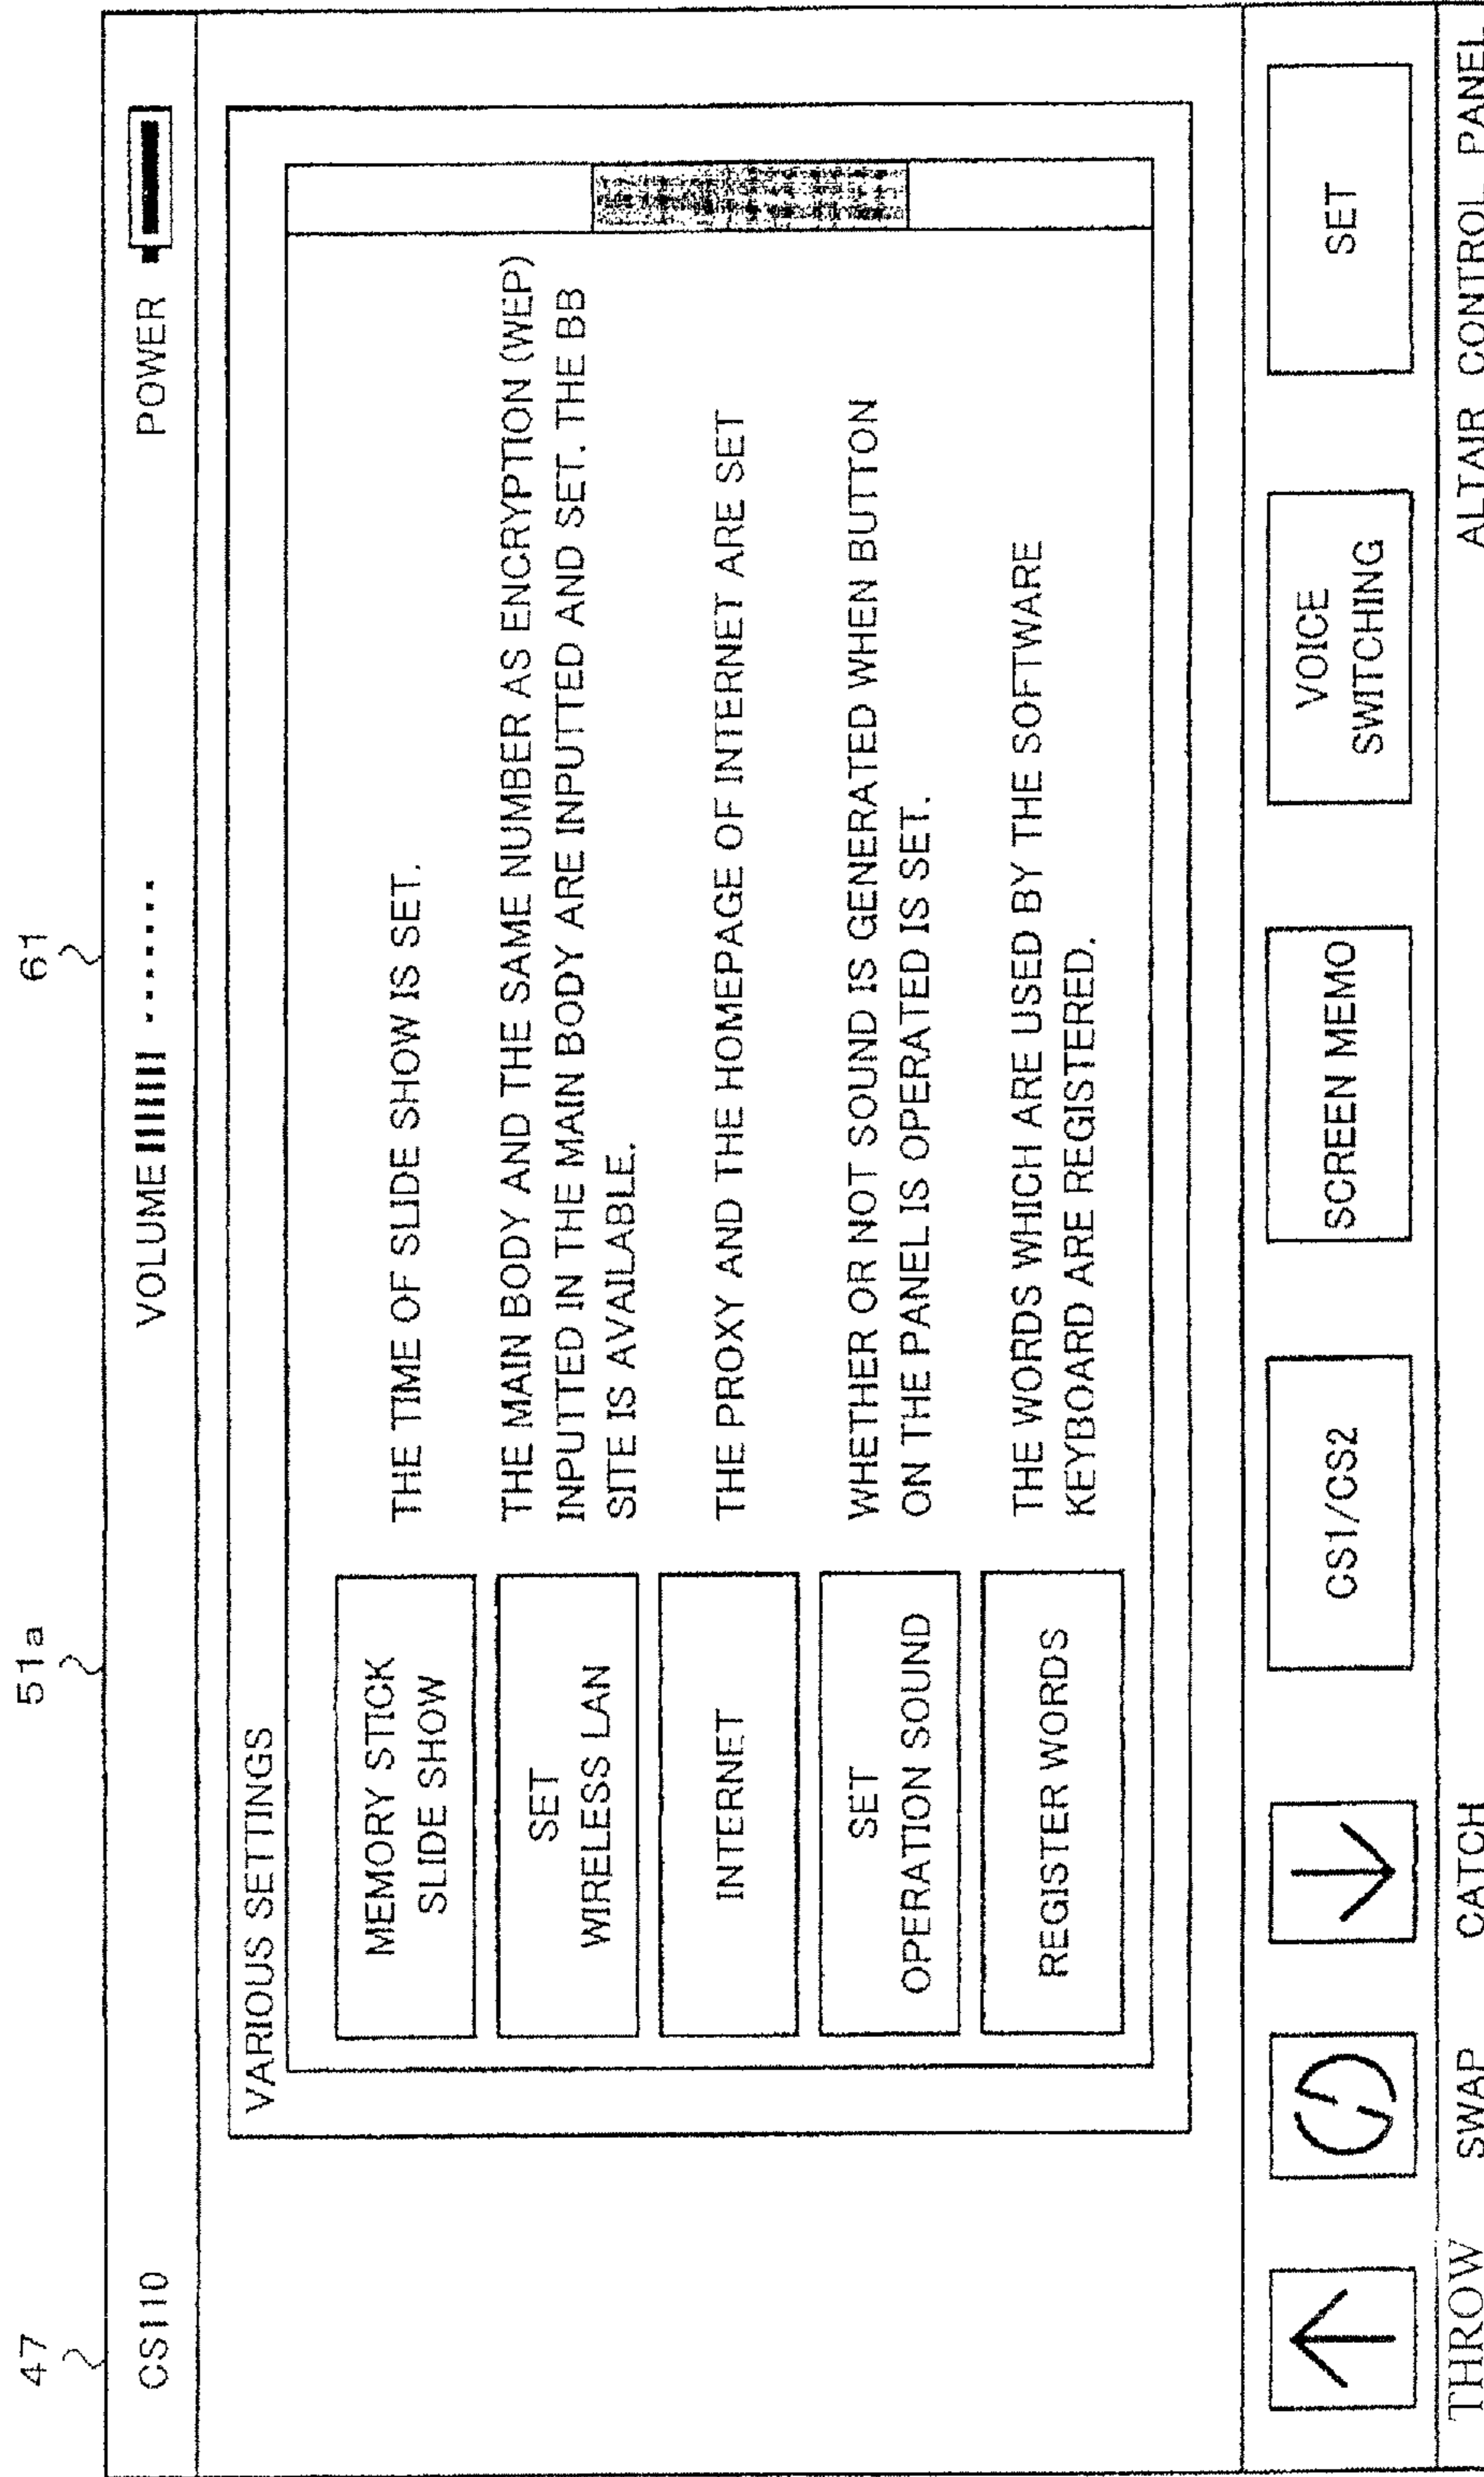 47
51a
61
CS110
VOLUME
POWER
VARIOUS SETTINGS
MEMORY STICK
SLIDE SHOW
THE TIME OF SLIDE SHOW IS SET.
SET
WIRELESS LAN
THE MAIN BODY AND THE SAME NUMBER AS ENCRYPTION (WEP)
INPUTTED IN THE MAIN BODY ARE INPUTTED AND SET. THE BB
SITE IS AVAILABLE.
INTERNET
THE PROXY AND THE HOMEPAGE OF INTERNET ARE SET
SET
OPERATION SOUND
WHETHER OR NOT SOUND IS GENERATED WHEN BUTTON
ON THE PANEL IS OPERATED IS SET.
REGISTER WORDS
THE WORDS WHICH ARE USED BY THE SOFTWARE
KEYBOARD ARE REGISTERED.
CS1/CS2
SCREEN MEMO
VOICE
SWITCHING
SET
THROW
SWAP
CATCH
ALTAIR CONTROL PANEL